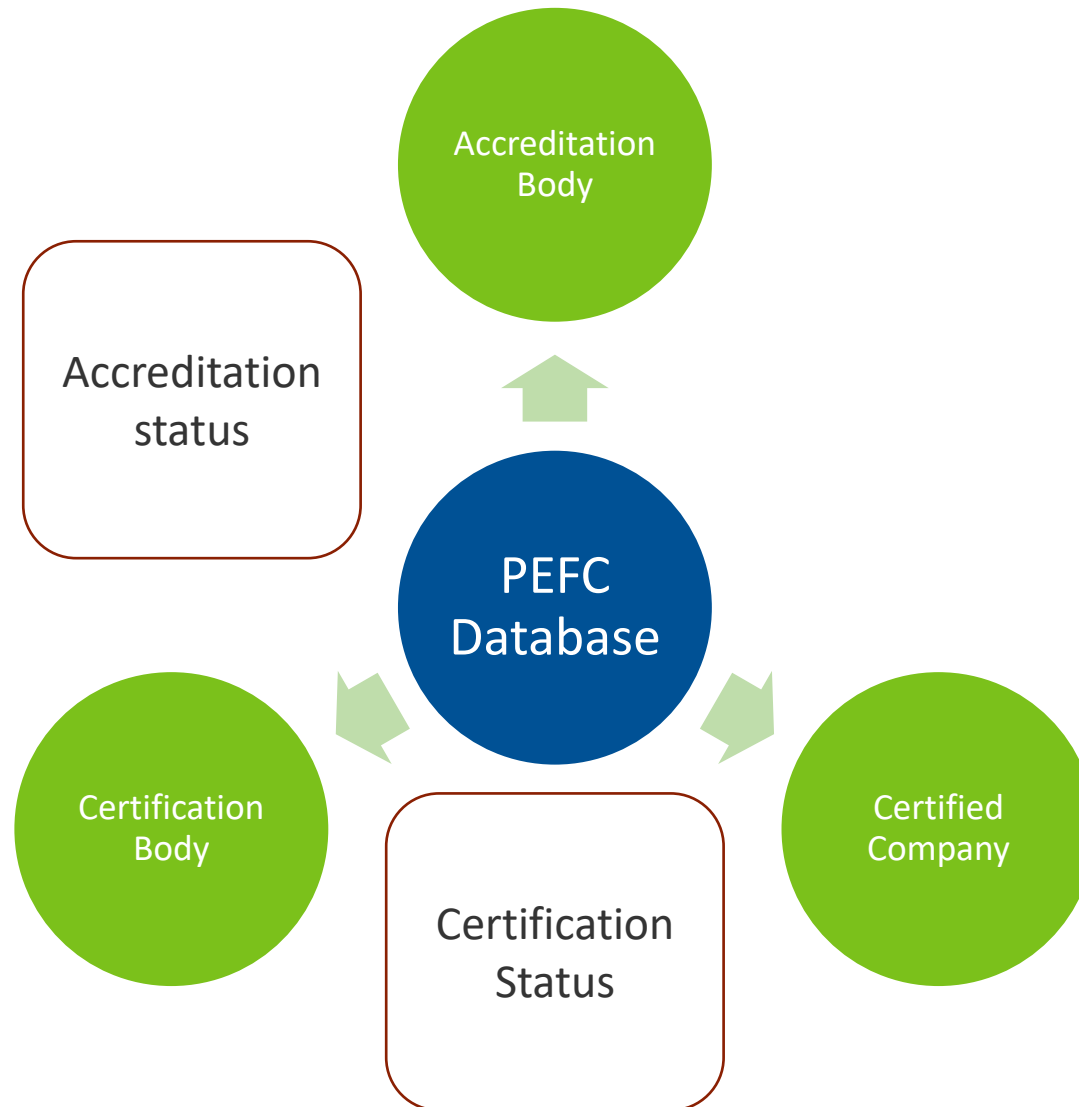 Accreditation
Body
Accreditation
status
PEFC
Database
Certification
Body
Certified
Company
Certification
Status